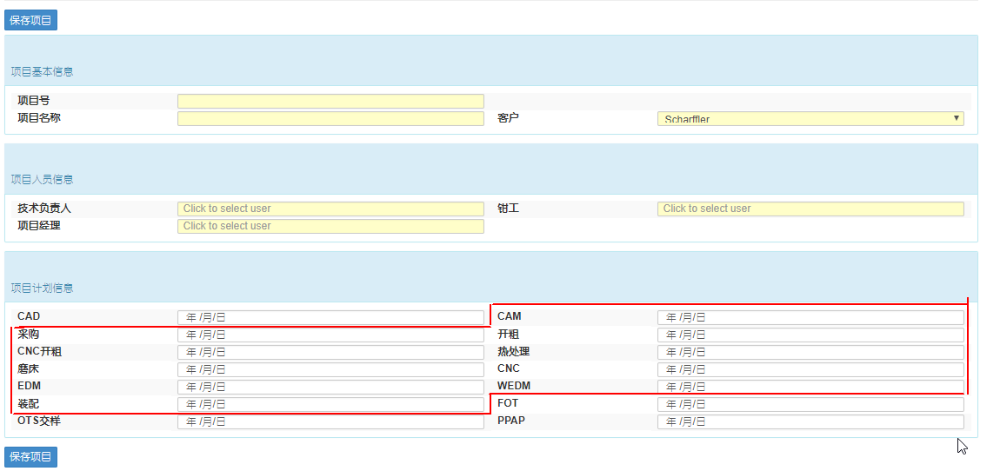 保存项目
项目基本信息
项目号
项目名称 客户 Scharffler
项目人员信息
技术负责人 Click to select user 钳工 Click to select user
项目经理 Click to select user
项目计划信息
CAD 年 /月/日 CAM 年 /月/日
采购 年 /月/日 开粗 年 /月/日
CNC开粗 年 /月/日 热处理 年 /月/日
磨床 年 /月/日 CNC 年 /月/日
EDM 年 /月/日 WEDM 年 /月/日
装配 年 /月/日 FOT 年 /月/日
OTS交样 年 /月/日 PPAP 年 /月/日
保存项目